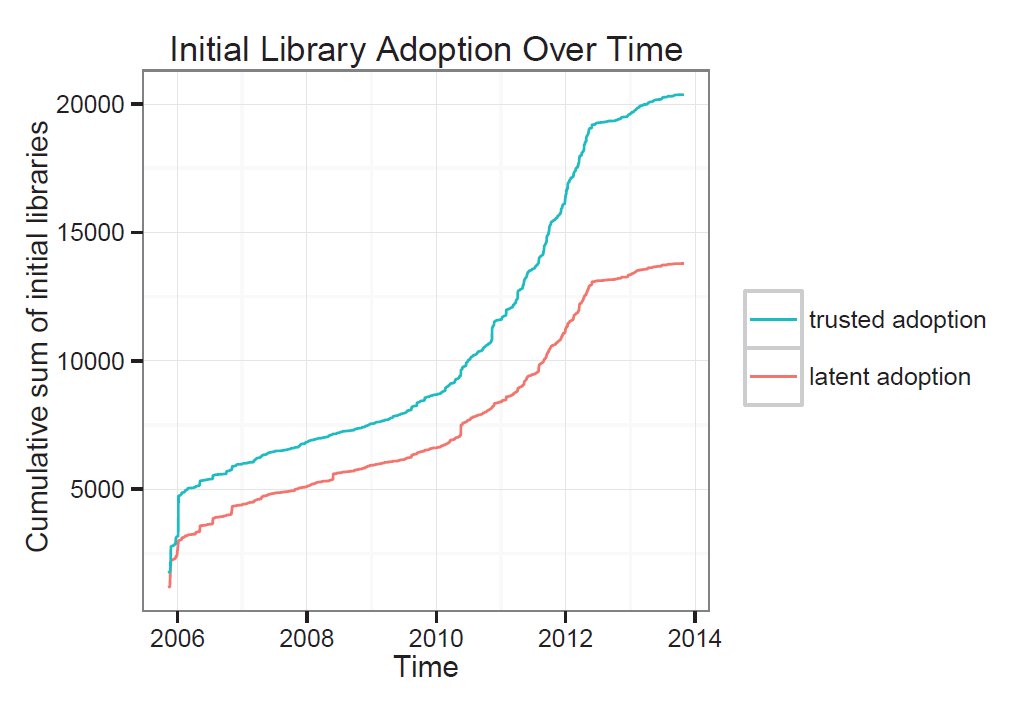 Initial Library Adoption Over Time
Cumulative sum of initial libraries
20000
15000
10000
5000
2006 2008 2010 2012 2014
Time
trusted adoption
latent adoption